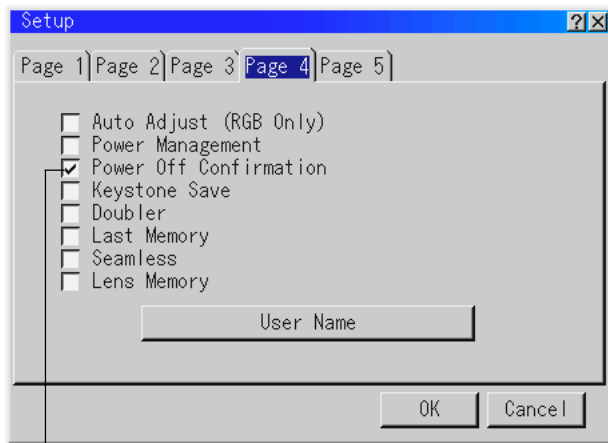 Setup
Page 1 Page 2 Page 3 Page 4 Page 5
Auto Adjust (RGB Only)
Power Management
Power Off Confirmation
Keystone Save
Doubler
Last Memory
Seamless
Lens Memory
User Name
OK Cancel